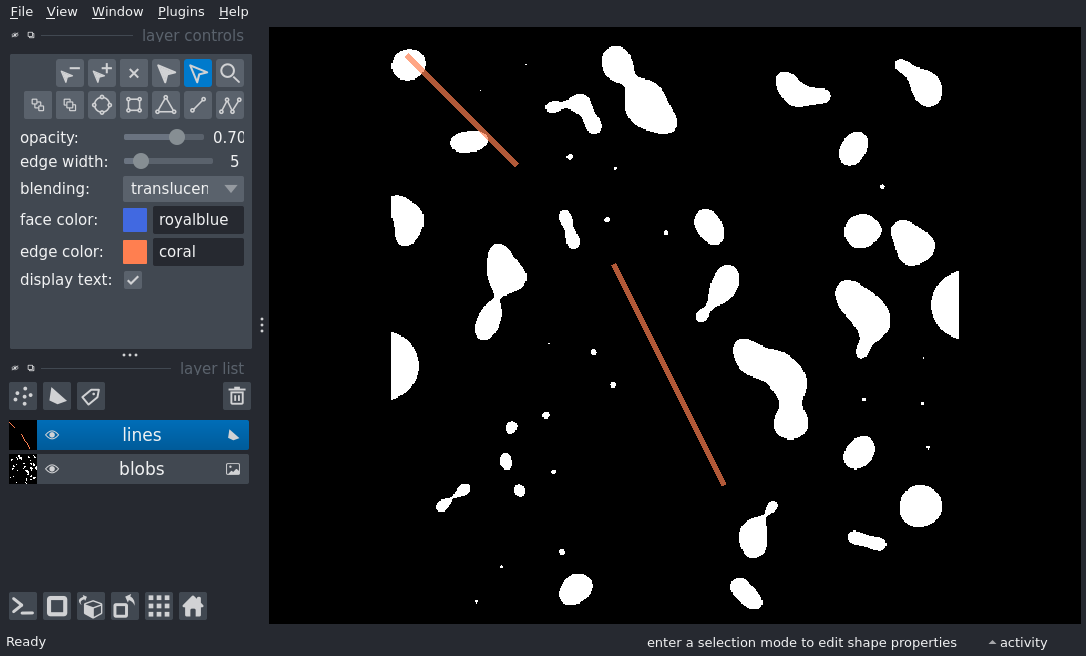 File View Window Plugins Help
layer controls
opacity: 0.70
edge width: 5
blending: translucen
face color: royalblue
edge color: coral
display text:
layer list
lines
blobs
Ready enter a selection mode to edit shape properties activity